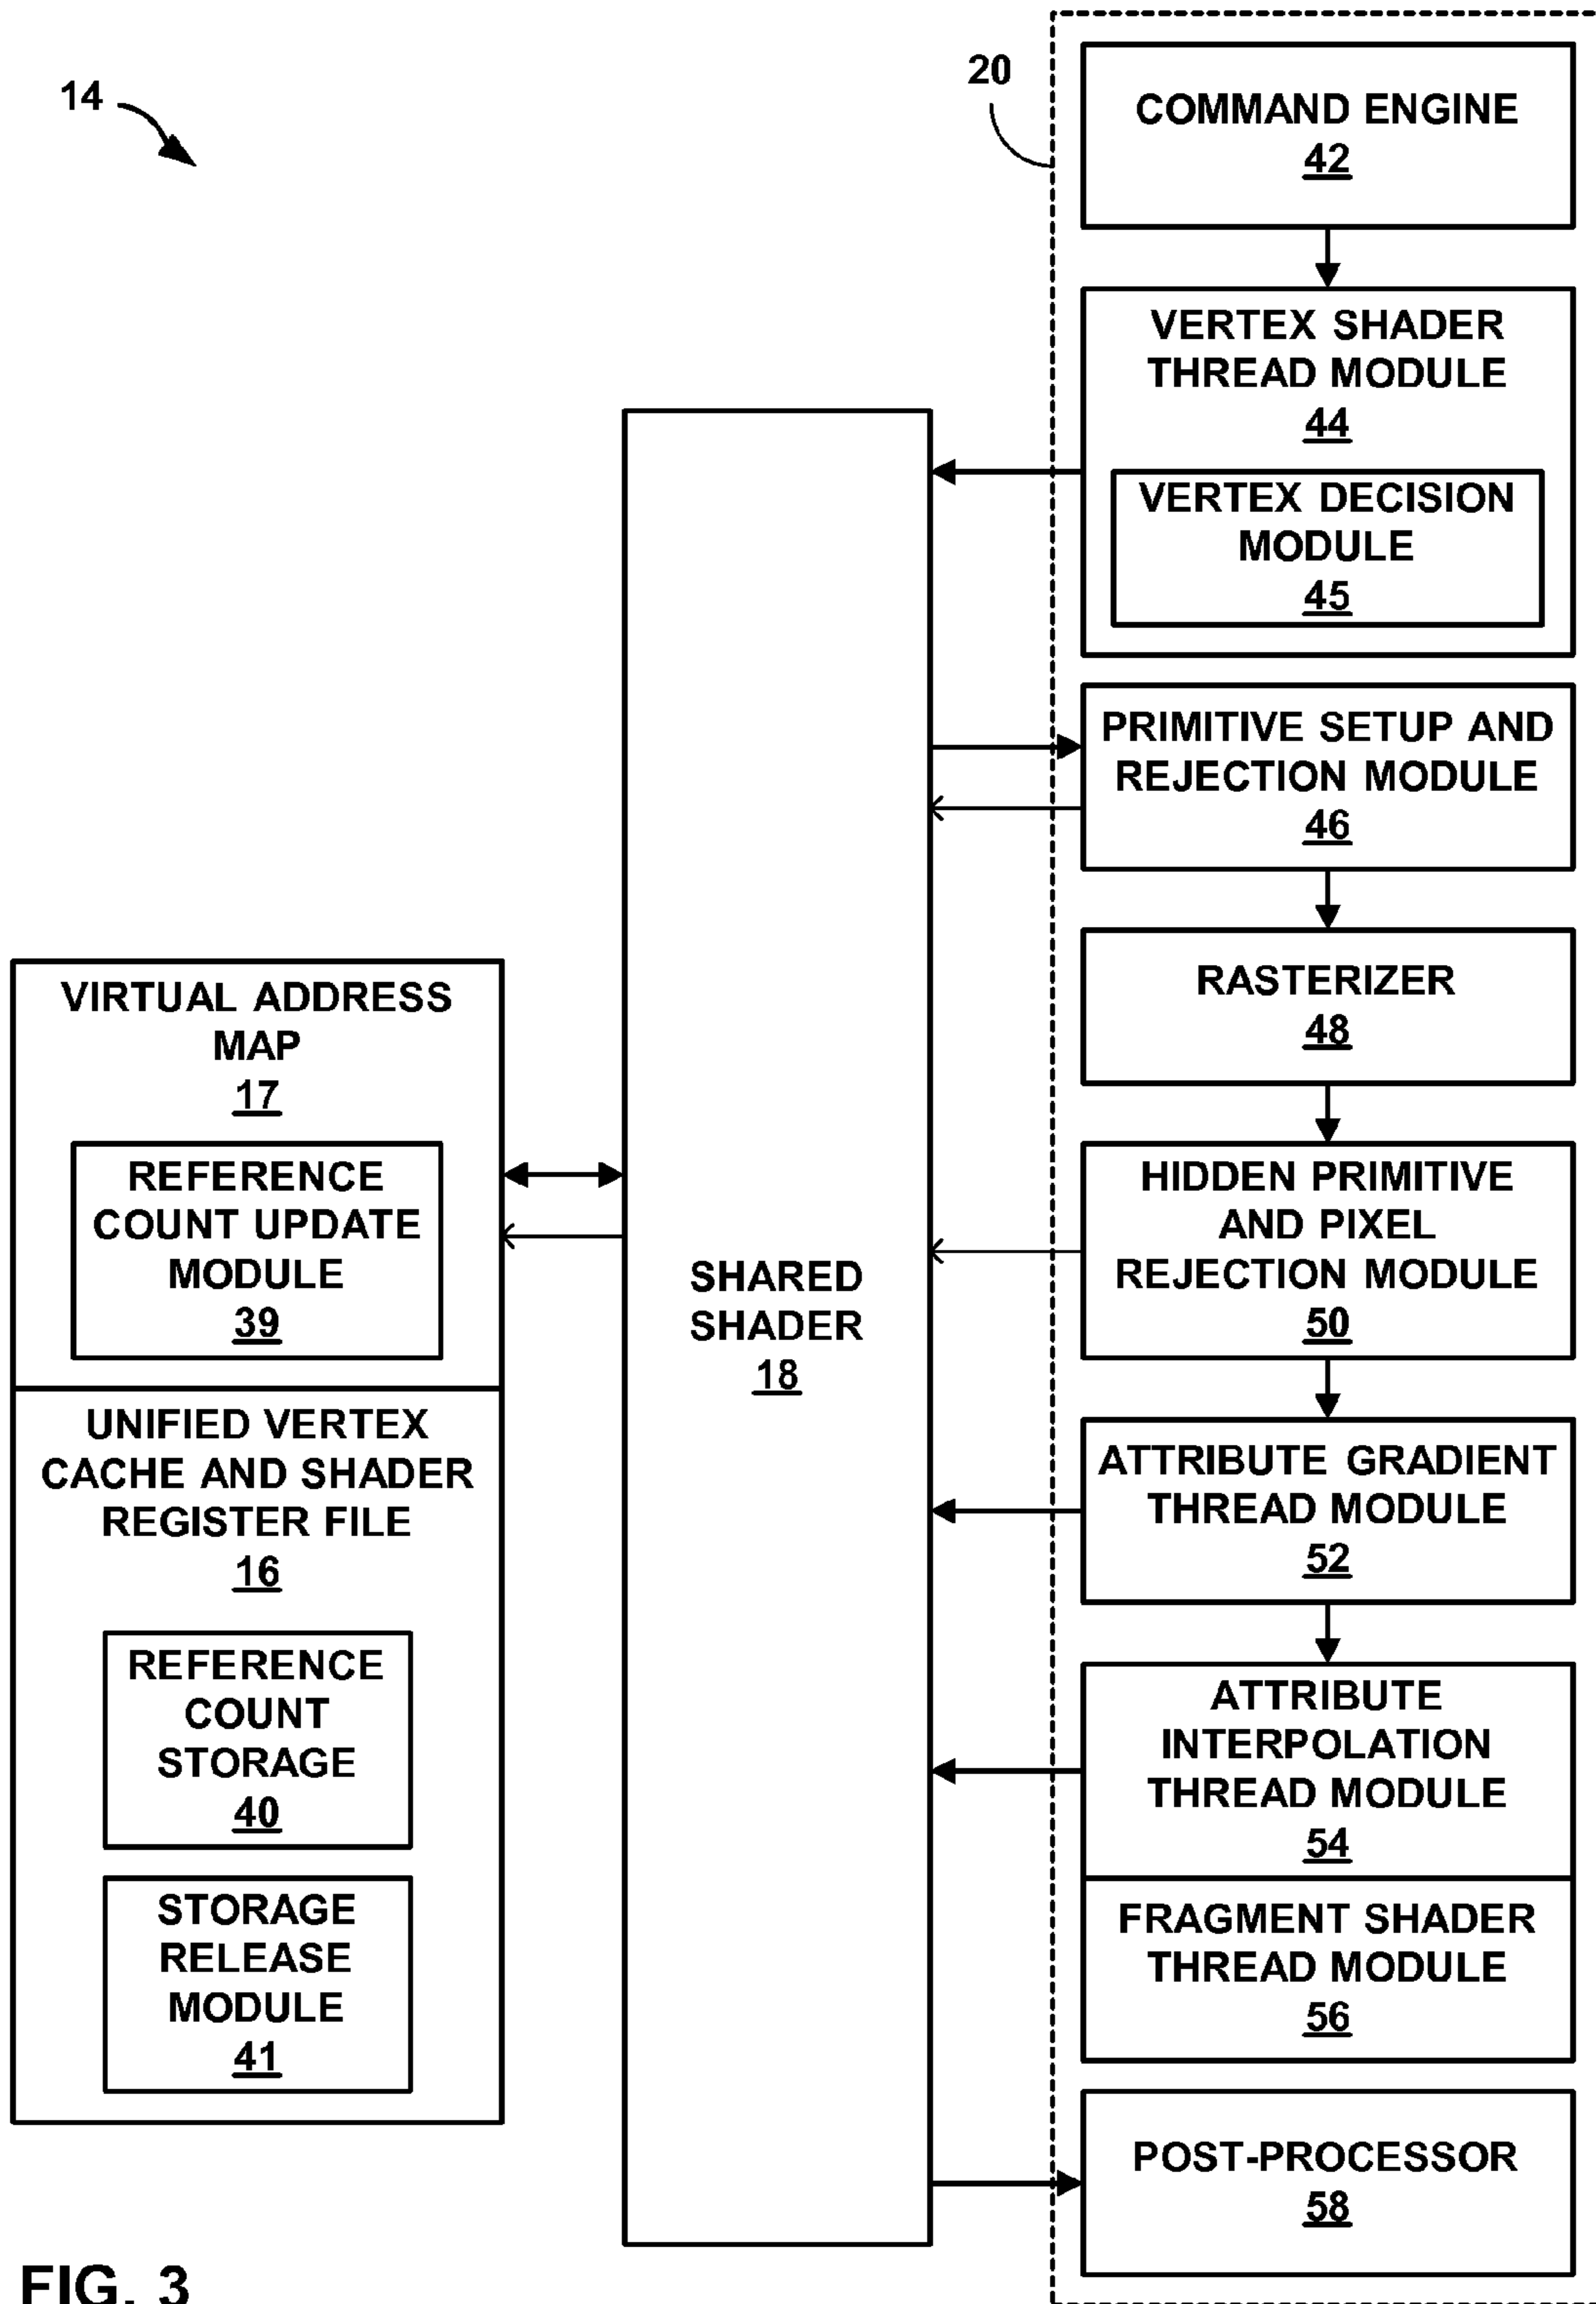 14
20
COMMAND ENGINE
42
VERTEX SHADER
THREAD MODULE
44
VERTEX DECISION
MODULE
45
PRIMITIVE SETUP AND
REJECTION MODULE
46
RASTERIZER
48
HIDDEN PRIMITIVE
AND PIXEL
REJECTION MODULE
50
ATTRIBUTE GRADIENT
THREAD MODULE
52
ATTRIBUTE
INTERPOLATION
THREAD MODULE
54
FRAGMENT SHADER
THREAD MODULE
56
POST-PROCESSOR
58
SHARED
SHADER
18
VIRTUAL ADDRESS
MAP
17
REFERENCE
COUNT UPDATE
MODULE
39
UNIFIED VERTEX
CACHE AND SHADER
REGISTER FILE
16
REFERENCE
COUNT
STORAGE
40
STORAGE
RELEASE
MODULE
41
FIG. 3